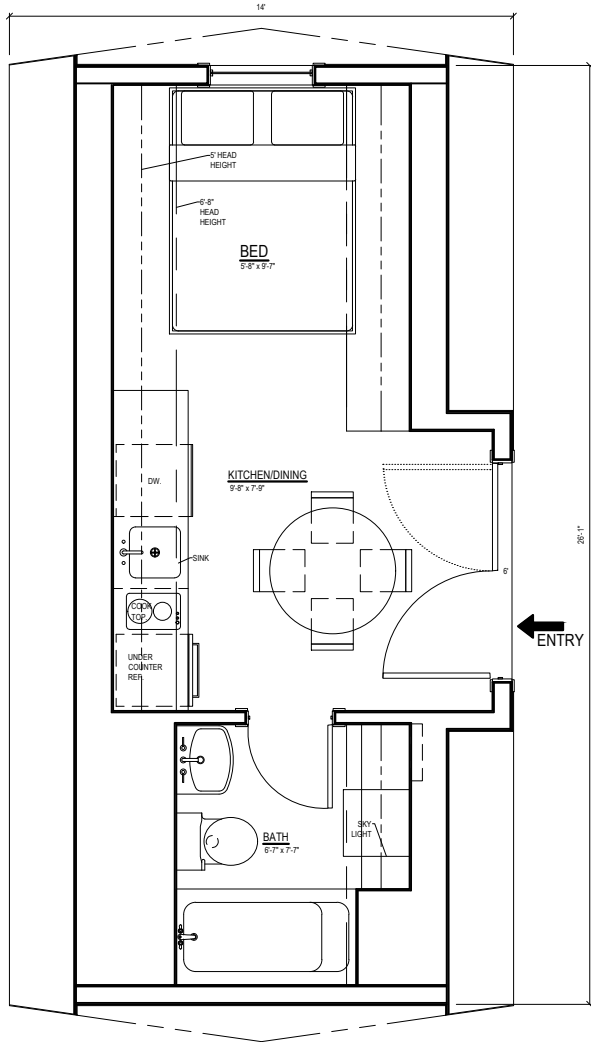 14'
5' HEAD
HEIGHT
6'-8"
HEAD
HEIGHT
BED
5'-8" x 9'-7"
KITCHEN/DINING
9'-8" x 7'-9"
DW.
SINK
COOK
TOP
UNDER
COUNTER
REF.
6'
26'-1"
ENTRY
SKY
LIGHT
BATH
6'-7" x 7'-7"